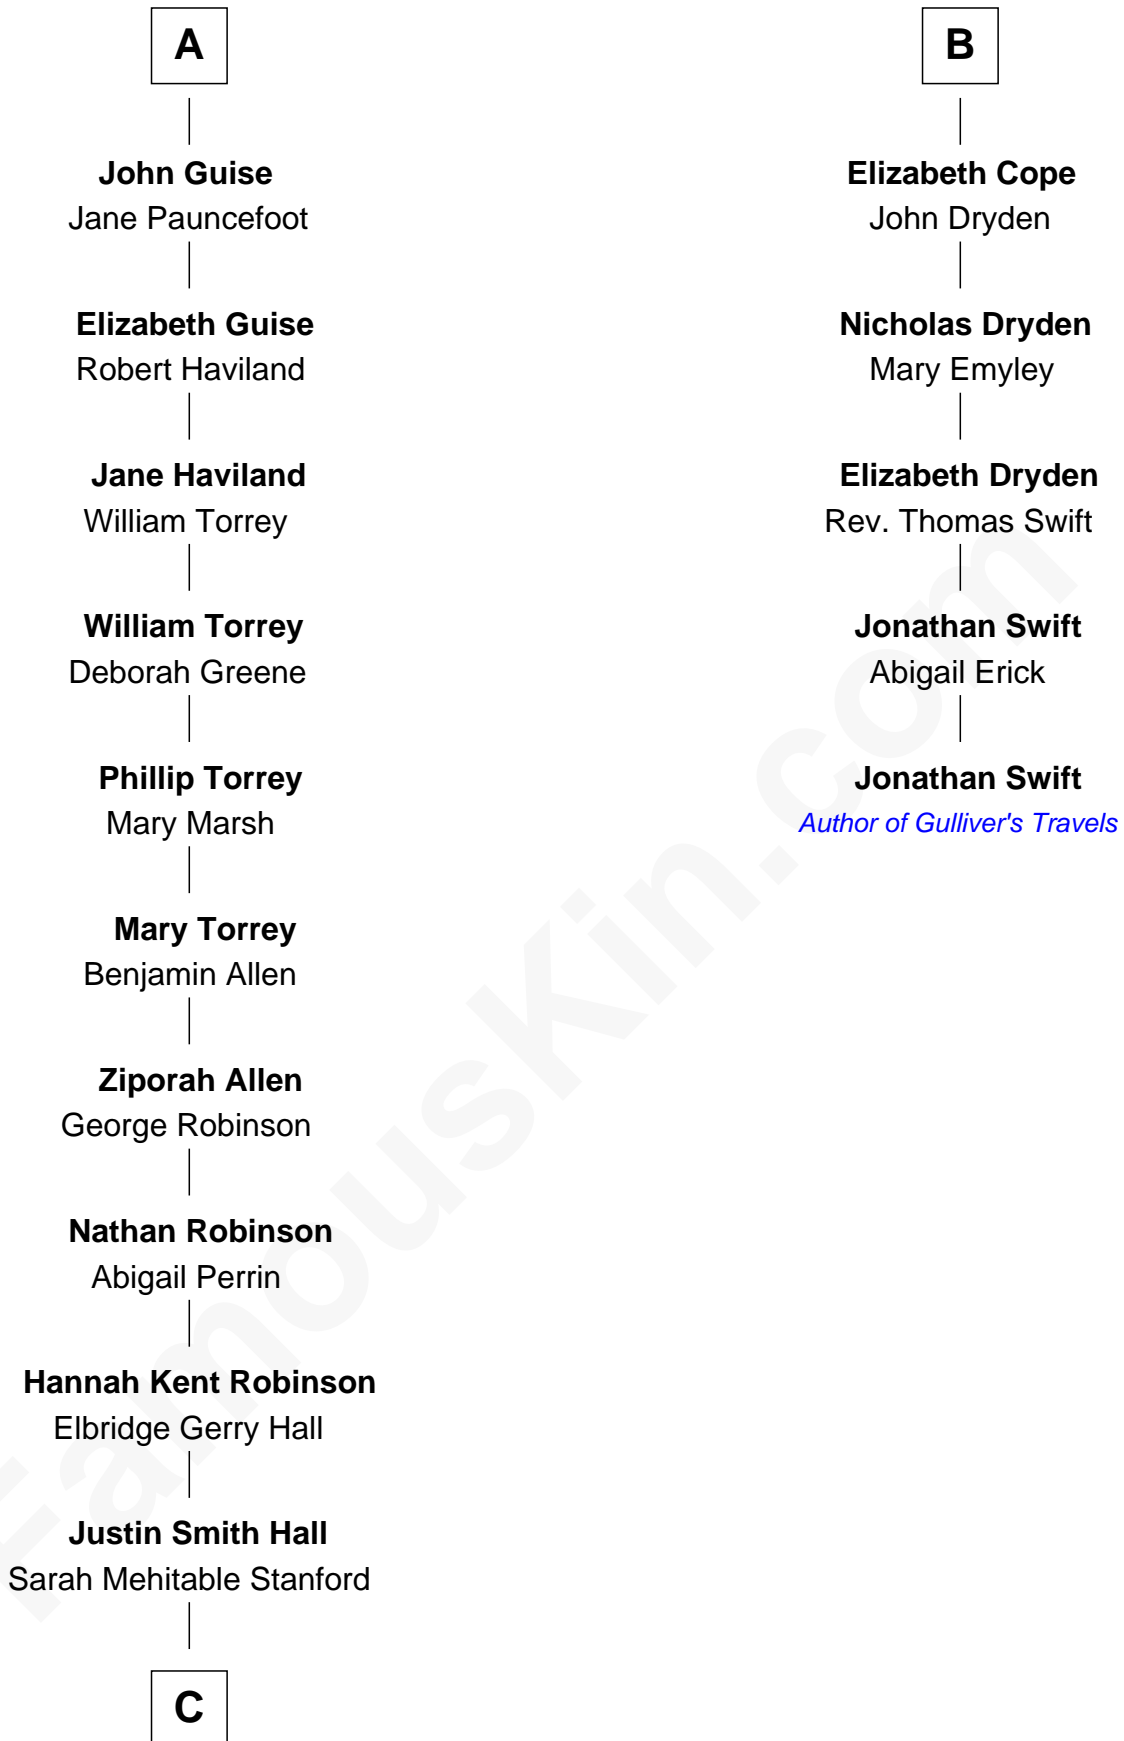 A
John Guise
Jane Pauncefoot
Elizabeth Guise
Robert Haviland
Jane Haviland
William Torrey
William Torrey
Deborah Greene
Phillip Torrey
Mary Marsh
Mary Torrey
Benjamin Allen
Ziporah Allen
George Robinson
Nathan Robinson
Abigail Perrin
Hannah Kent Robinson
Elbridge Gerry Hall
Justin Smith Hall
Sarah Mehitable Stanford
C
B
Elizabeth Cope
John Dryden
Nicholas Dryden
Mary Emyley
Elizabeth Dryden
Rev. Thomas Swift
Jonathan Swift
Abigail Erick
Jonathan Swift
Author of Gulliver's Travels
FamousKin.com